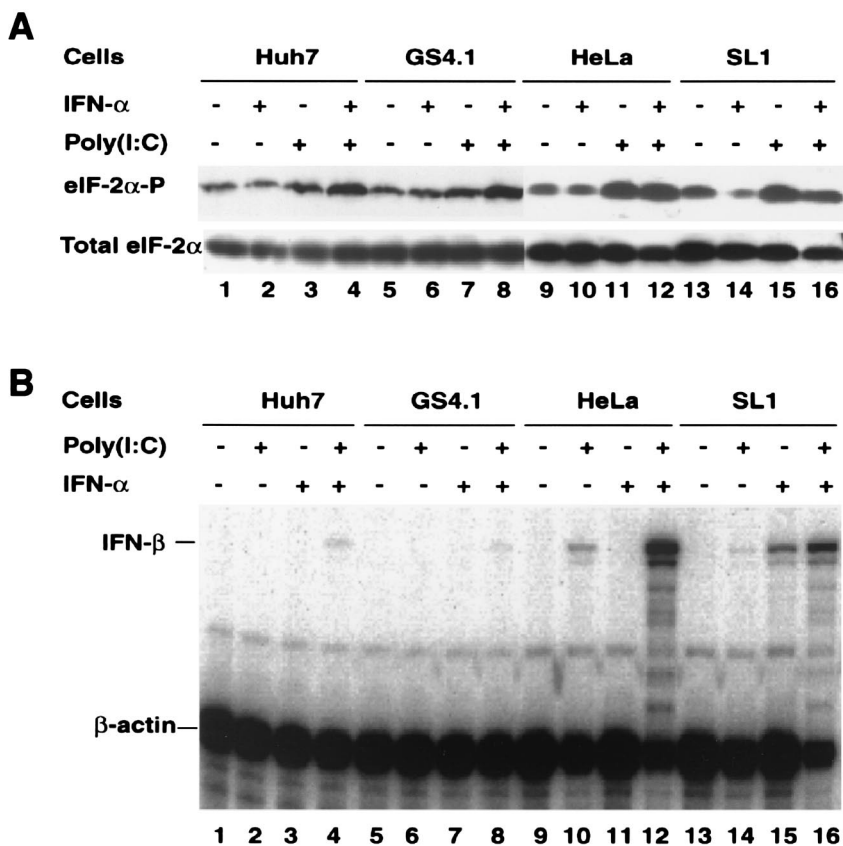 A
Cells Huh7 GS4.1 HeLa SL1
IFN-α - + - + - + - + - + - + - + - +
Poly(I:C) - - + + - - + + - - + + - - + +
eIF-2α-P
Total eIF-2α
1 2 3 4 5 6 7 8 9 10 11 12 13 14 15 16
B
Cells Huh7 GS4.1 HeLa SL1
Poly(I:C) - + - + - + - + - + - + - + - +
IFN-α - - + + - - + + - - + + - - + +
IFN-β
β-actin
1 2 3 4 5 6 7 8 9 10 11 12 13 14 15 16